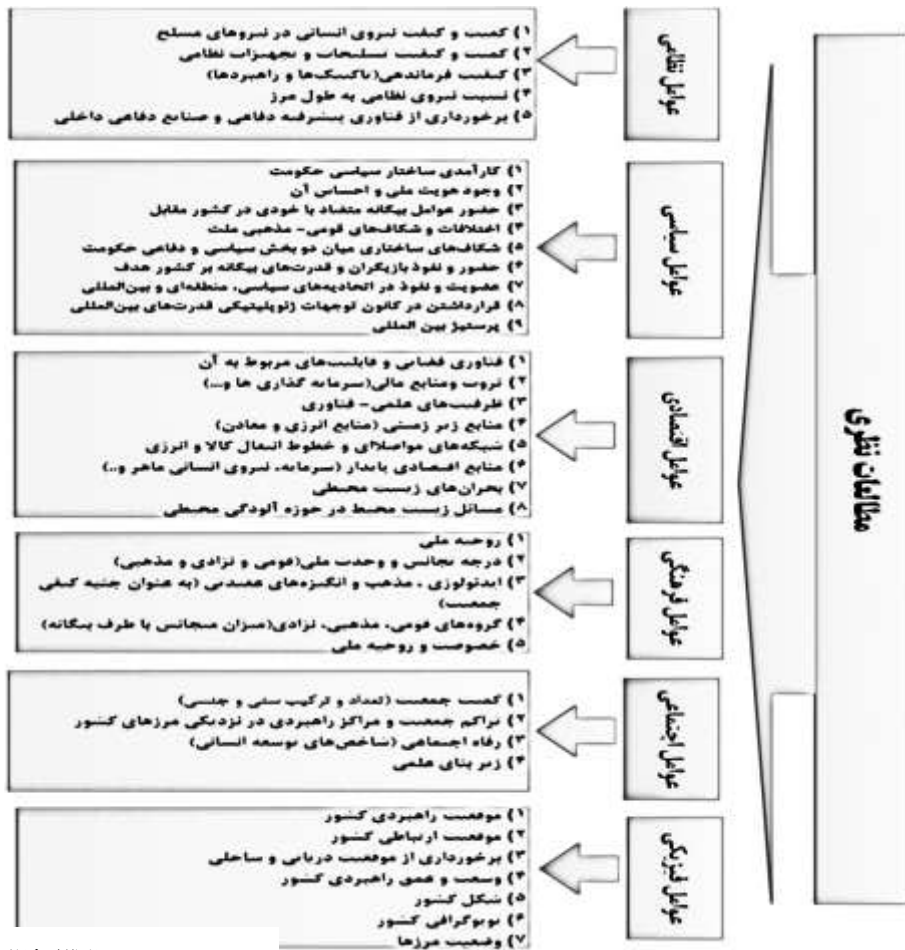 مطالعات نظری
عوامل نظامی
۱) کمیت و کیفیت نیروی انسانی در نیروهای مسلح
۲) کمیت و کیفیت تسلیحات و تجهیزات نظامی
۳) کیفیت فرماندهی(تاکتیک‌ها و راهبردها)
۴) نسبت نیروی نظامی به طول مرز
۵) برخورداری از فناوری پیشرفته دفاعی و صنایع دفاعی داخلی
عوامل سیاسی
۱) کارآمدی ساختار سیاسی حکومت
۲) وجود هویت ملی و احساس آن
۳) حضور عوامل بیگانه متضاد با خودی در کشور مقابل
۴) اختلافات و شکاف‌های قومی- مذهبی ملت
۵) شکاف‌های ساختاری میان دو بخش سیاسی و دفاعی حکومت
۶) حضور و نفوذ بازیگران و قدرت‌های بیگانه بر کشور هدف
۷) عضویت و نفوذ در اتحادیه‌های سیاسی، منطقه‌ای و بین‌المللی
۸) قرارداشتن در کانون توجهات ژئوپلیتیکی قدرت‌های بین‌المللی
۹) پرستیژ بین المللی
عوامل اقتصادی
۱) فناوری فضایی و قابلیت‌های مربوط به آن
۲) ثروت ومنابع مالی(سرمایه گذاری ها و...)
۳) ظرفیت‌های علمی- فناوری
۴) منابع زیر زمینی (منابع انرژی و معادن)
۵) شبکه‌های مواصلاتی و خطوط انتقال کالا و انرژی
۶) منابع اقتصادی پایدار (سرمایه، نیروی انسانی ماهر و..)
۷) بحران‌های زیست محیطی
۸) مسائل زیست محیط در حوزه آلودگی محیطی
عوامل فرهنگی
۱) روحیه ملی
۲) درجه تجانس و وحدت ملی(قومی و نژادی و مذهبی)
۳) ایدئولوژی ، مذهب و انگیزه‌های عقیدتی (به عنوان جنبه کیفی
جمعیت)
۴) گروه‌های قومی، مذهبی، نژادی(میزان متجانس با طرف بیگانه)
۵) خصوصت و روحیه ملی
عوامل اجتماعی
۱) کمیت جمعیت (تعداد و ترکیب سنی و جنسی)
۲) تراکم جمعیت و مراکز راهبردی در نزدیکی مرزهای کشور
۳) رفاه اجتماعی (شاخص‌های توسعه انسانی)
۴) زیر بنای علمی
عوامل فیزیکی
۱) موقعیت راهبردی کشور
۲) موقعیت ارتباطی کشور
۳) برخورداری از موقعیت دریایی و ساحلی
۴) وسعت و عمق راهبردی کشور
۵) شکل کشور
۶) توپوگرافی کشور
۷) وضعیت مرزها